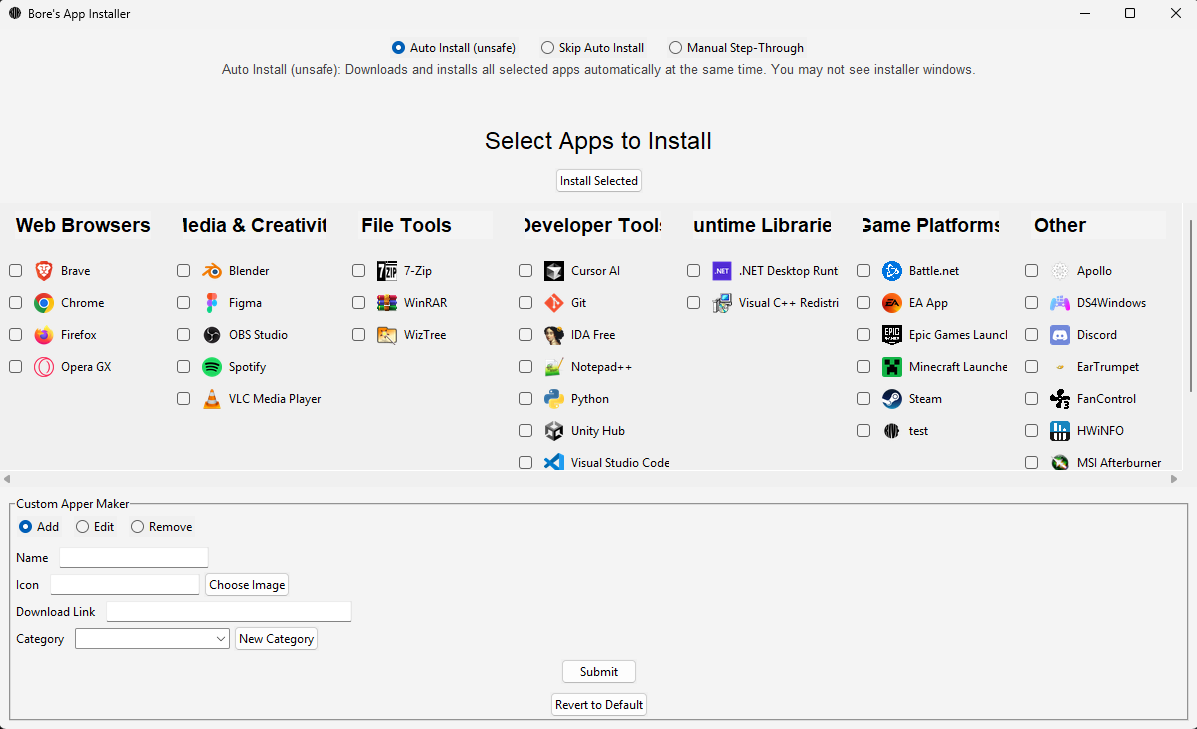 Bore's App Installer
Auto Install (unsafe) Skip Auto Install Manual Step-Through
Auto Install (unsafe): Downloads and installs all selected apps automatically at the same time. You may not see installer windows.
Select Apps to Install
Install Selected
Web Browsers
Brave
Chrome
Firefox
Opera GX
ledia & Creativit
Blender
Figma
OBS Studio
Spotify
VLC Media Player
File Tools
7-Zip
WinRAR
WizTree
Developer Tools
Cursor AI
Git
IDA Free
Notepad++
Python
Unity Hub
Visual Studio Code
untime Librarie
.NET Desktop Runt
Visual C++ Redistri
Game Platforms
Battle.net
EA App
Epic Games Launcl
Minecraft Launche
Steam
test
Other
Apollo
DS4Windows
Discord
EarTrumpet
FanControl
HWiNFO
MSI Afterburner
Custom Apper Maker
Add Edit Remove
Name
Icon Choose Image
Download Link
Category New Category
Submit
Revert to Default